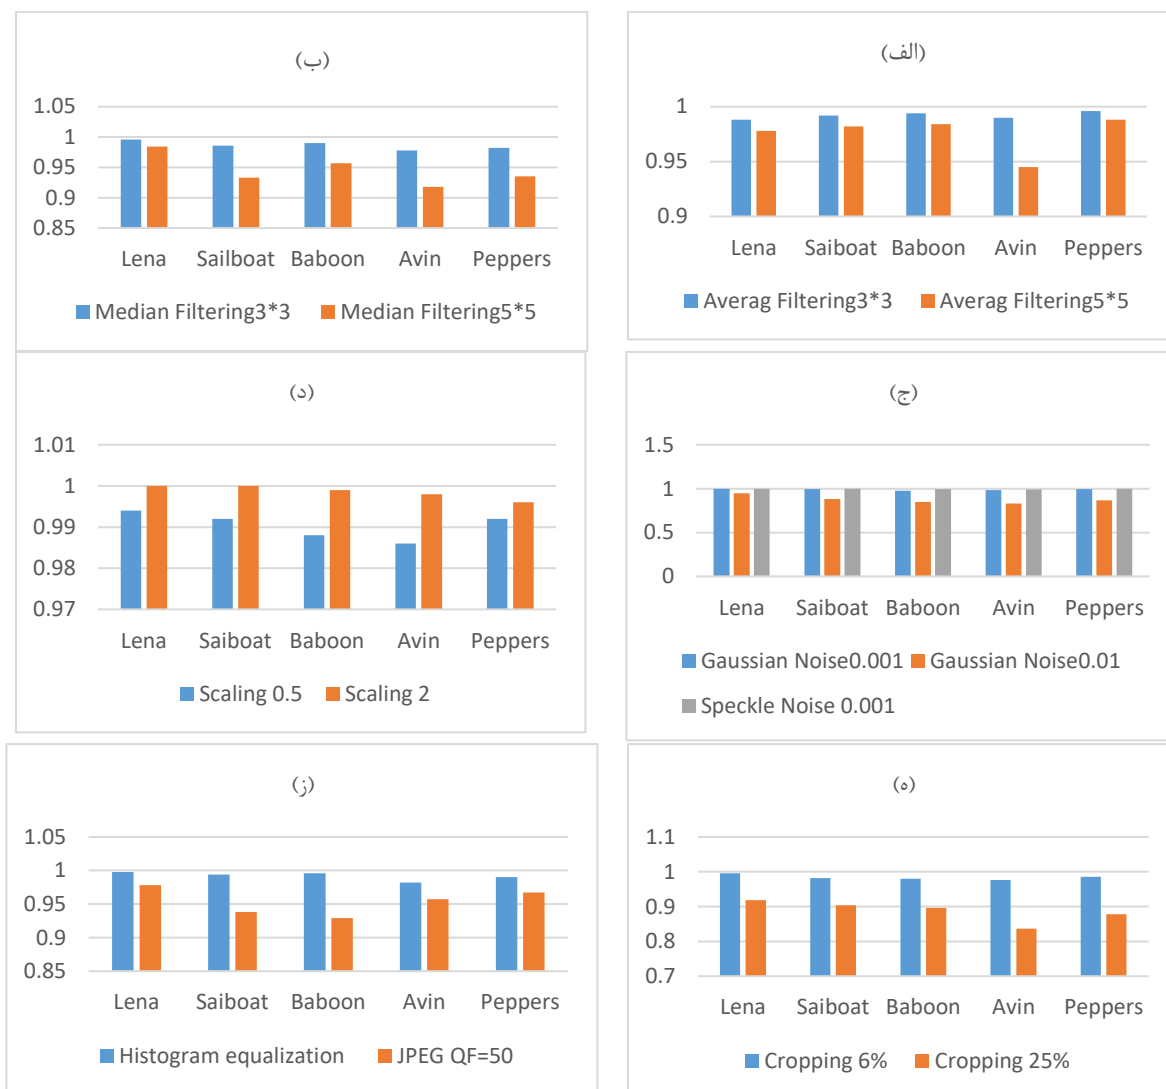 (الف)
1
0.95
0.9
Lena Saiboat Baboon Avin Peppers
Averag Filtering3*3 Averag Filtering5*5
(ب)
1.05
1
0.95
0.9
0.85
Lena Sailboat Baboon Avin Peppers
Median Filtering3*3 Median Filtering5*5
(ج)
1.5
1
0.5
0
Lena Saiboat Baboon Avin Peppers
Gaussian Noise0.001 Gaussian Noise0.01
Speckle Noise 0.001
(د)
1.01
1
0.99
0.98
0.97
Lena Saiboat Baboon Avin Peppers
Scaling 0.5 Scaling 2
(ه)
1.1
1
0.9
0.8
0.7
Lena Saiboat Baboon Avin Peppers
Cropping 6% Cropping 25%
(ز)
1.05
1
0.95
0.9
0.85
Lena Saiboat Baboon Avin Peppers
Histogram equalization JPEG QF=50